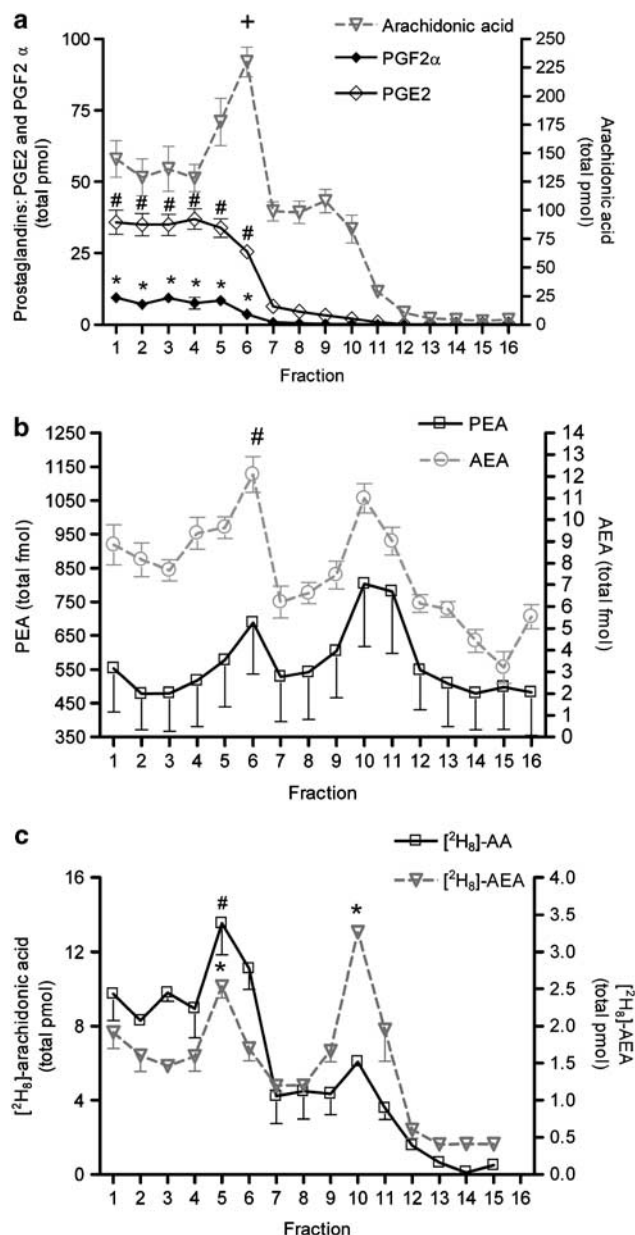 a
+
Arachidonic acid
PGF2α
PGE2
Prostaglandins: PGE2 and PGF2 α
(total pmol)
100
75
50
25
0
# # # # # #
* * * * * *
250
225
200
175
150
125
100
75
50
25
0
Arachidonic acid
(total pmol)
1 2 3 4 5 6 7 8 9 10 11 12 13 14 15 16
Fraction
b
#
PEA
AEA
PEA (total fmol)
1250
1150
1050
950
850
750
650
550
450
350
14
13
12
11
10
9
8
7
6
5
4
3
2
1
0
AEA (total fmol)
1 2 3 4 5 6 7 8 9 10 11 12 13 14 15 16
Fraction
c
[²H₈]-AA
[²H₈]-AEA
[²H₈]-arachidonic acid
(total pmol)
16
12
8
4
0
#
*
*
4.0
3.5
3.0
2.5
2.0
1.5
1.0
0.5
0.0
[²H₈]-AEA
(total pmol)
1 2 3 4 5 6 7 8 9 10 11 12 13 14 15 16
Fraction